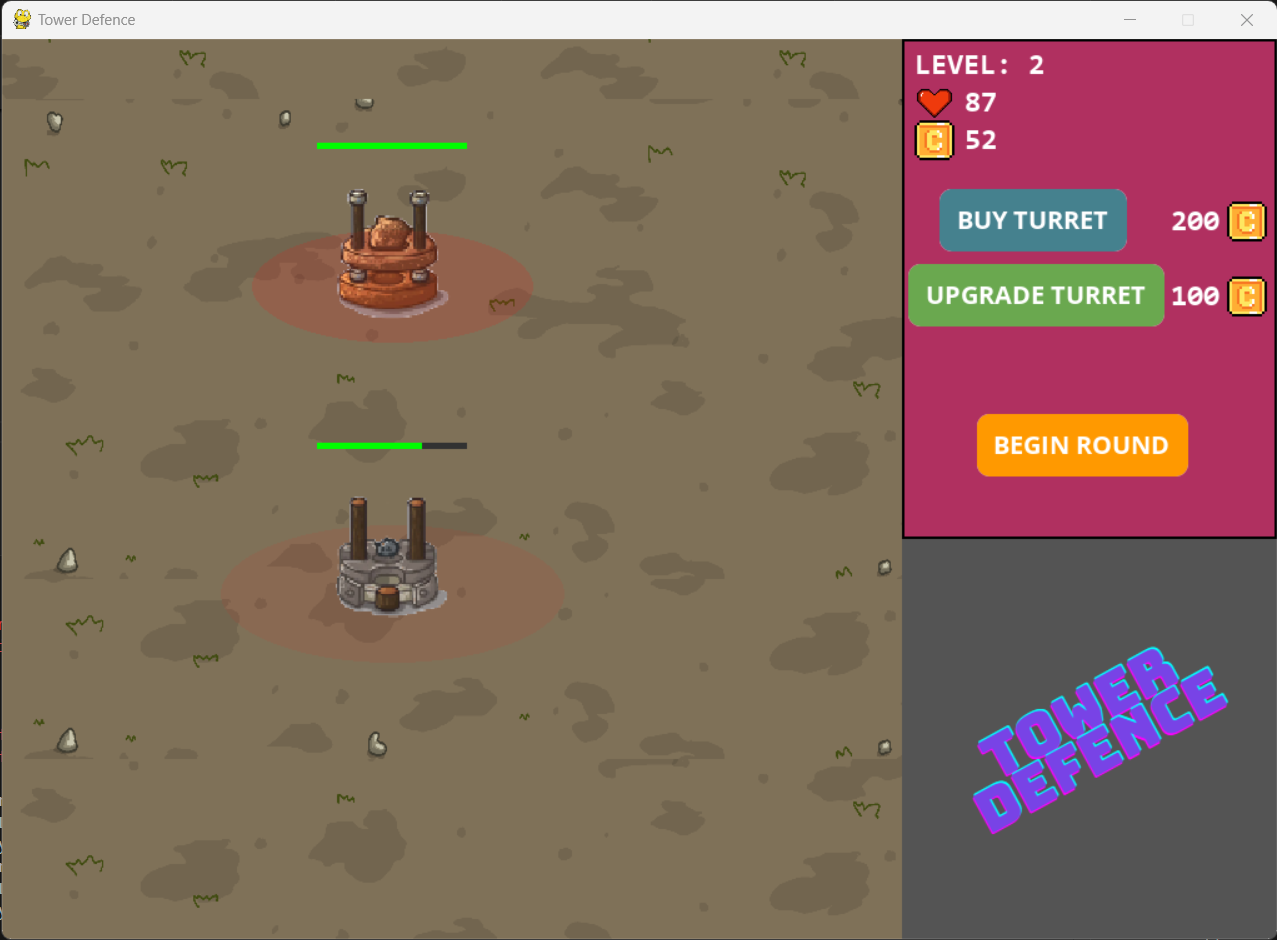 Tower Defence
LEVEL: 2
87
C 52
BUY TURRET 200 C
UPGRADE TURRET 100 C
BEGIN ROUND
TOWER
DEFENCE